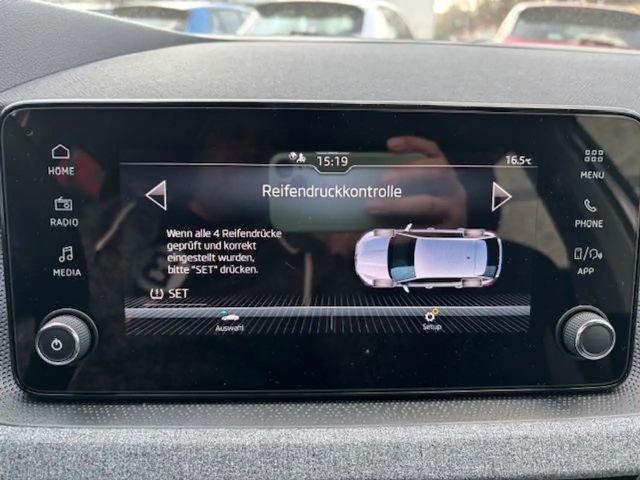 15:19
16.5°C
HOME
MENU
Reifendruckkontrolle
RADIO
PHONE
Wenn alle 4 Reifendrücke
geprüft und korrekt
eingestellt wurden,
bitte "SET" drücken.
MEDIA
APP
SET
Auswahl
Setup